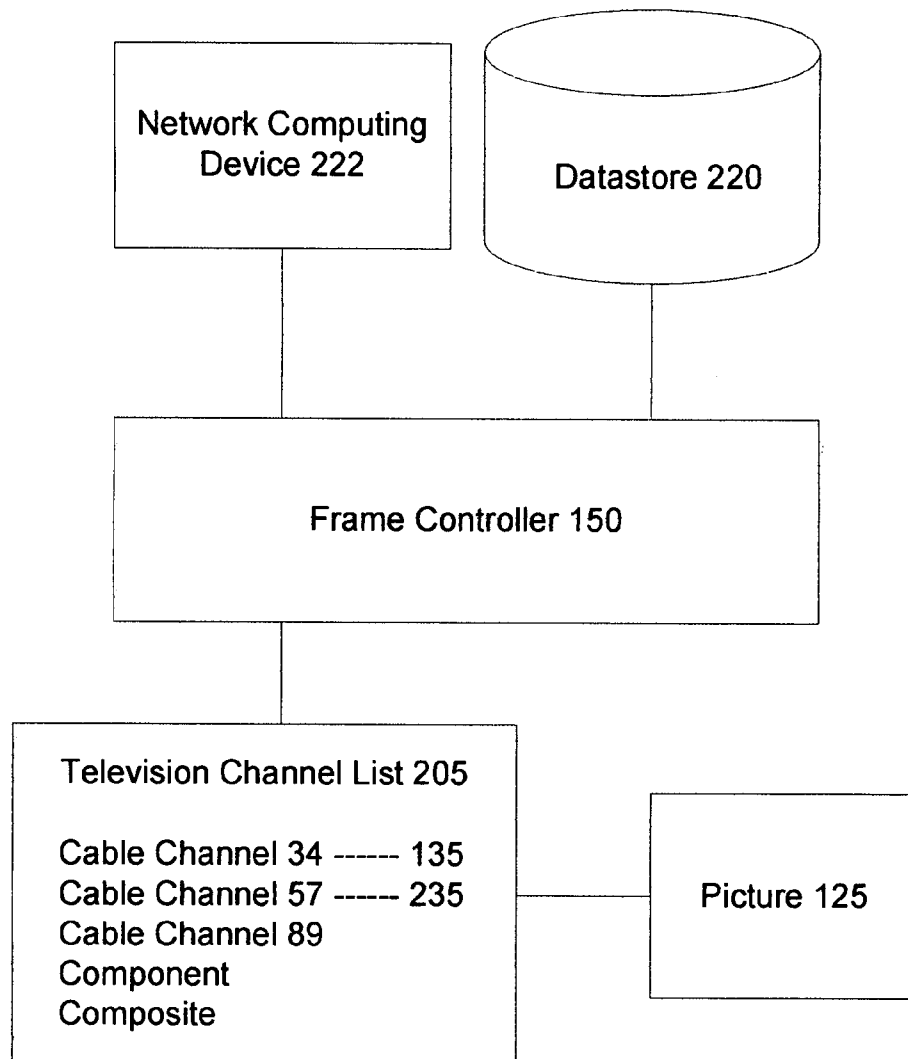 Network Computing
Device 222
Datastore 220
Frame Controller 150
Television Channel List 205
Cable Channel 34 ------ 135
Cable Channel 57 ------ 235
Cable Channel 89
Component
Composite
Picture 125